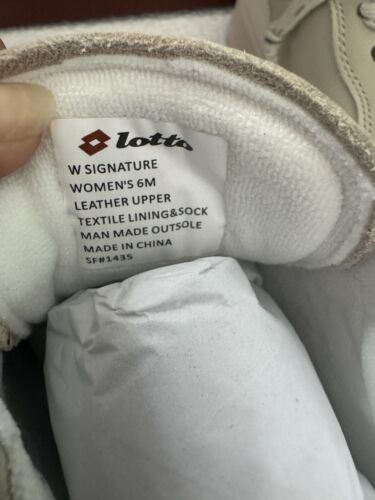 lotto
W SIGNATURE
WOMEN'S 6M
LEATHER UPPER
TEXTILE LINING&SOCK
MAN MADE OUTSOLE
MADE IN CHINA
SF#1435